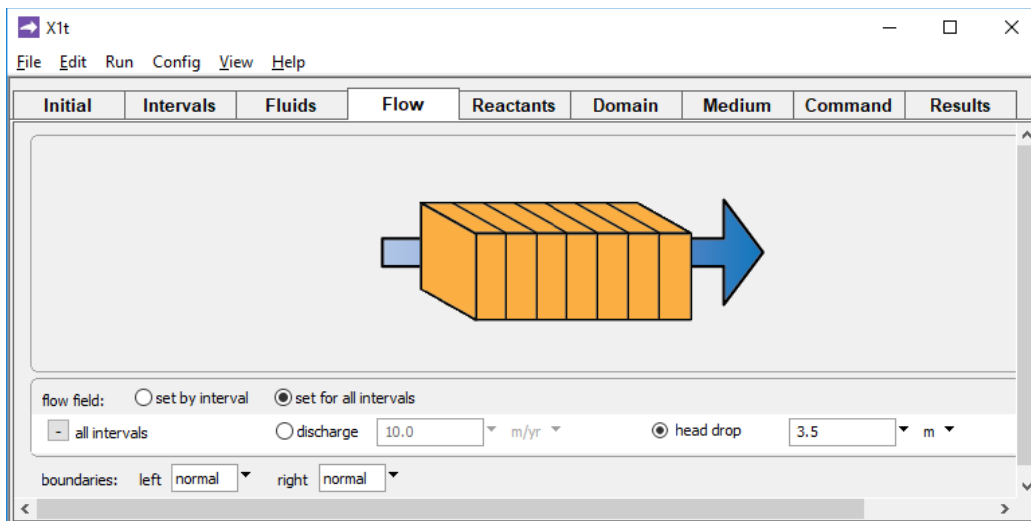 X1t
File Edit Run Config View Help
Initial Intervals Fluids Flow Reactants Domain Medium Command Results
flow field: set by interval set for all intervals
- all intervals discharge 10.0 m/yr head drop 3.5 m
boundaries: left normal right normal